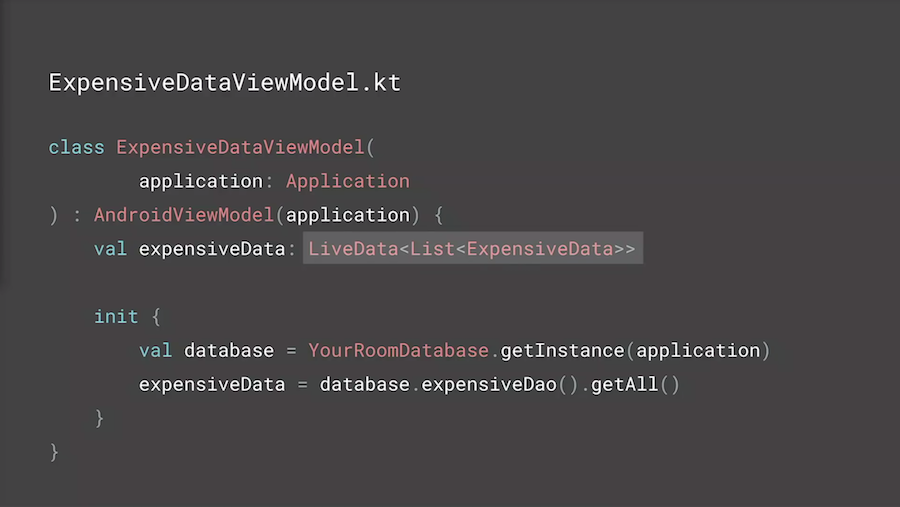 ExpensiveDataViewModel.kt
class ExpensiveDataViewModel(
application: Application
) : AndroidViewModel(application) {
val expensiveData: LiveData<List<ExpensiveData>>
init {
val database = YourRoomDatabase.getInstance(application)
expensiveData = database.expensiveDao().getAll()
}
}